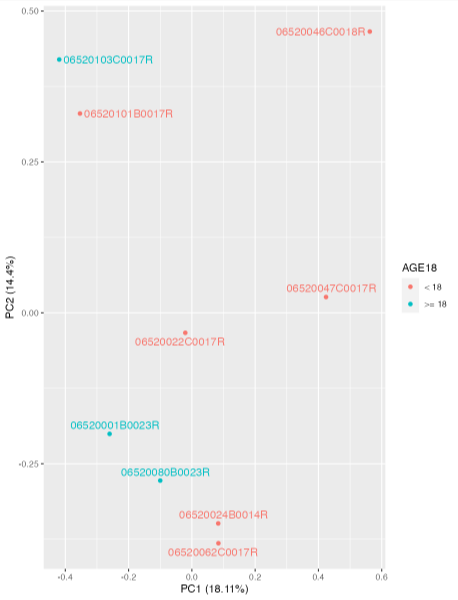 0.50
06520046C0018R
06520103C0017R
06520101B0017R
0.25
AGE18
< 18
>= 18
06520047C0017R
0.00
PC2 (14.4%)
06520022C0017R
06520001B0023R
-0.25
06520080B0023R
06520024B0014R
06520062C0017R
-0.4 -0.2 0.0 0.2 0.4 0.6
PC1 (18.11%)